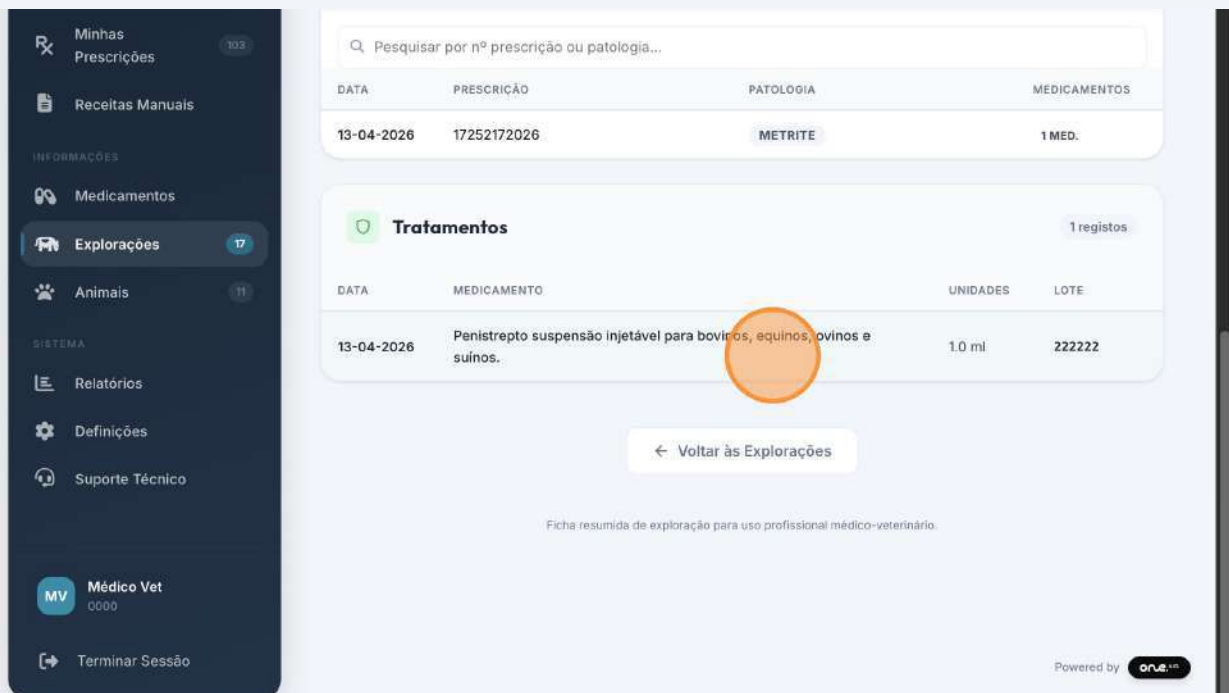 Minhas
Prescrições
103
Receitas Manuais
INFORMAÇÕES
Medicamentos
Explorações
17
Animais
11
SISTEMA
Relatórios
Definições
Suporte Técnico
MV
Médico Vet
0000
Terminar Sessão
Pesquisar por nº prescrição ou patologia...
DATA PRESCRIÇÃO PATOLOGIA MEDICAMENTOS
13-04-2026 17252172026 METRITE 1 MED.
Tratamentos 1 registos
DATA MEDICAMENTO UNIDADES LOTE
13-04-2026 Penistrepto suspensão injetável para bovinos, equinos, ovinos e 1.0 ml 222222
suínos.
← Voltar às Explorações
Ficha resumida de exploração para uso profissional médico-veterinário.
Powered by